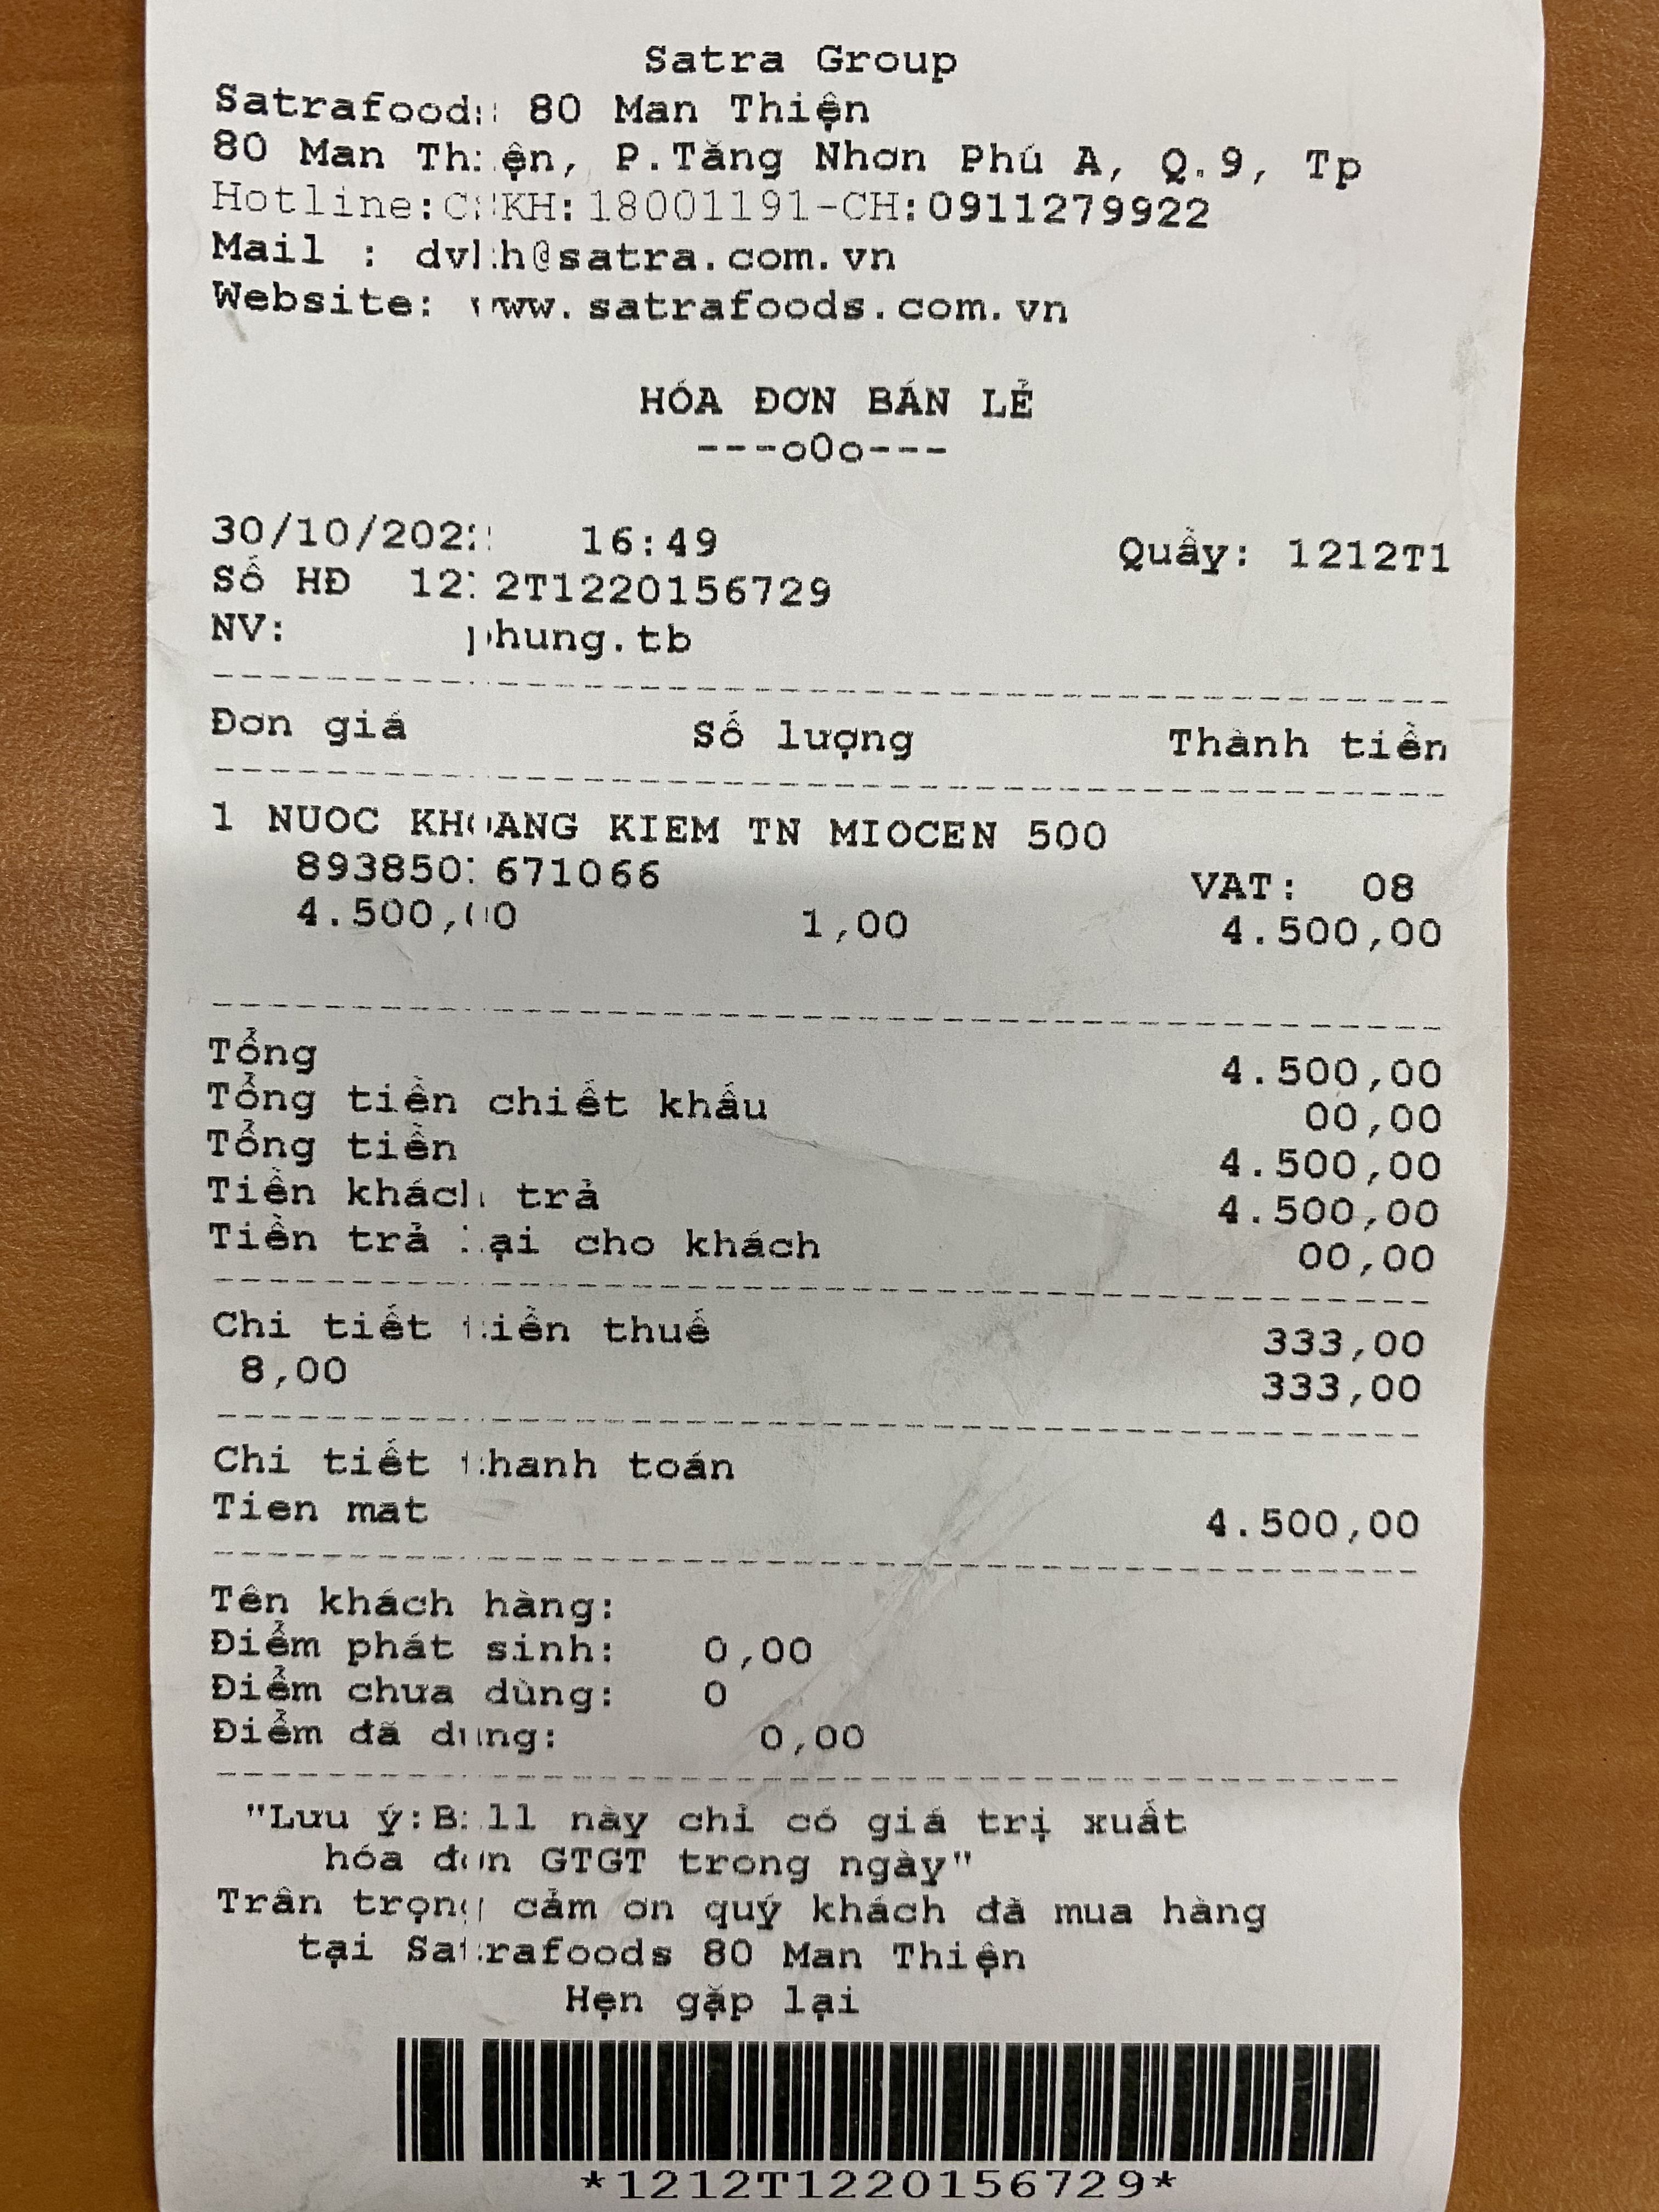 Satra Group
Satrafoods 80 Man Thiện
80 Man Thiện, P.Tăng Nhơn Phú A, Q.9, Tp
Hotline:CSKH:18001191-CH:0911279922
Mail : dvkh@satra.com.vn
Website: www.satrafoods.com.vn
HÓA ĐƠN BÁN LẺ
---o0o---
30/10/2022 16:49 Quầy: 1212T1
Số HĐ 1212T1220156729
NV: phung.tb
Đơn giá Số lượng Thành tiền
1 NUOC KHOANG KIEM TN MIOCEN 500
VAT: 08
4.500,00 1,00 4.500,00
Tổng 4.500,00
Tổng tiền chiết khấu 00,00
Tổng tiền 4.500,00
Tiền khách trả 4.500,00
Tiền trả lại cho khách 00,00
Chi tiết tiền thuế 333,00
8,00 333,00
Chi tiết thanh toán
Tien mat 4.500,00
Tên khách hàng:
Điểm phát sinh: 0,00
Điểm chưa dùng: 0
Điểm đã dùng: 0,00
"Lưu ý:Bill này chỉ có giá trị xuất
hóa đơn GTGT trong ngày"
Trân trọng cảm ơn quý khách đã mua hàng
tại Satrafoods 80 Man Thiện
Hẹn gặp lại
*1212T1220156729*